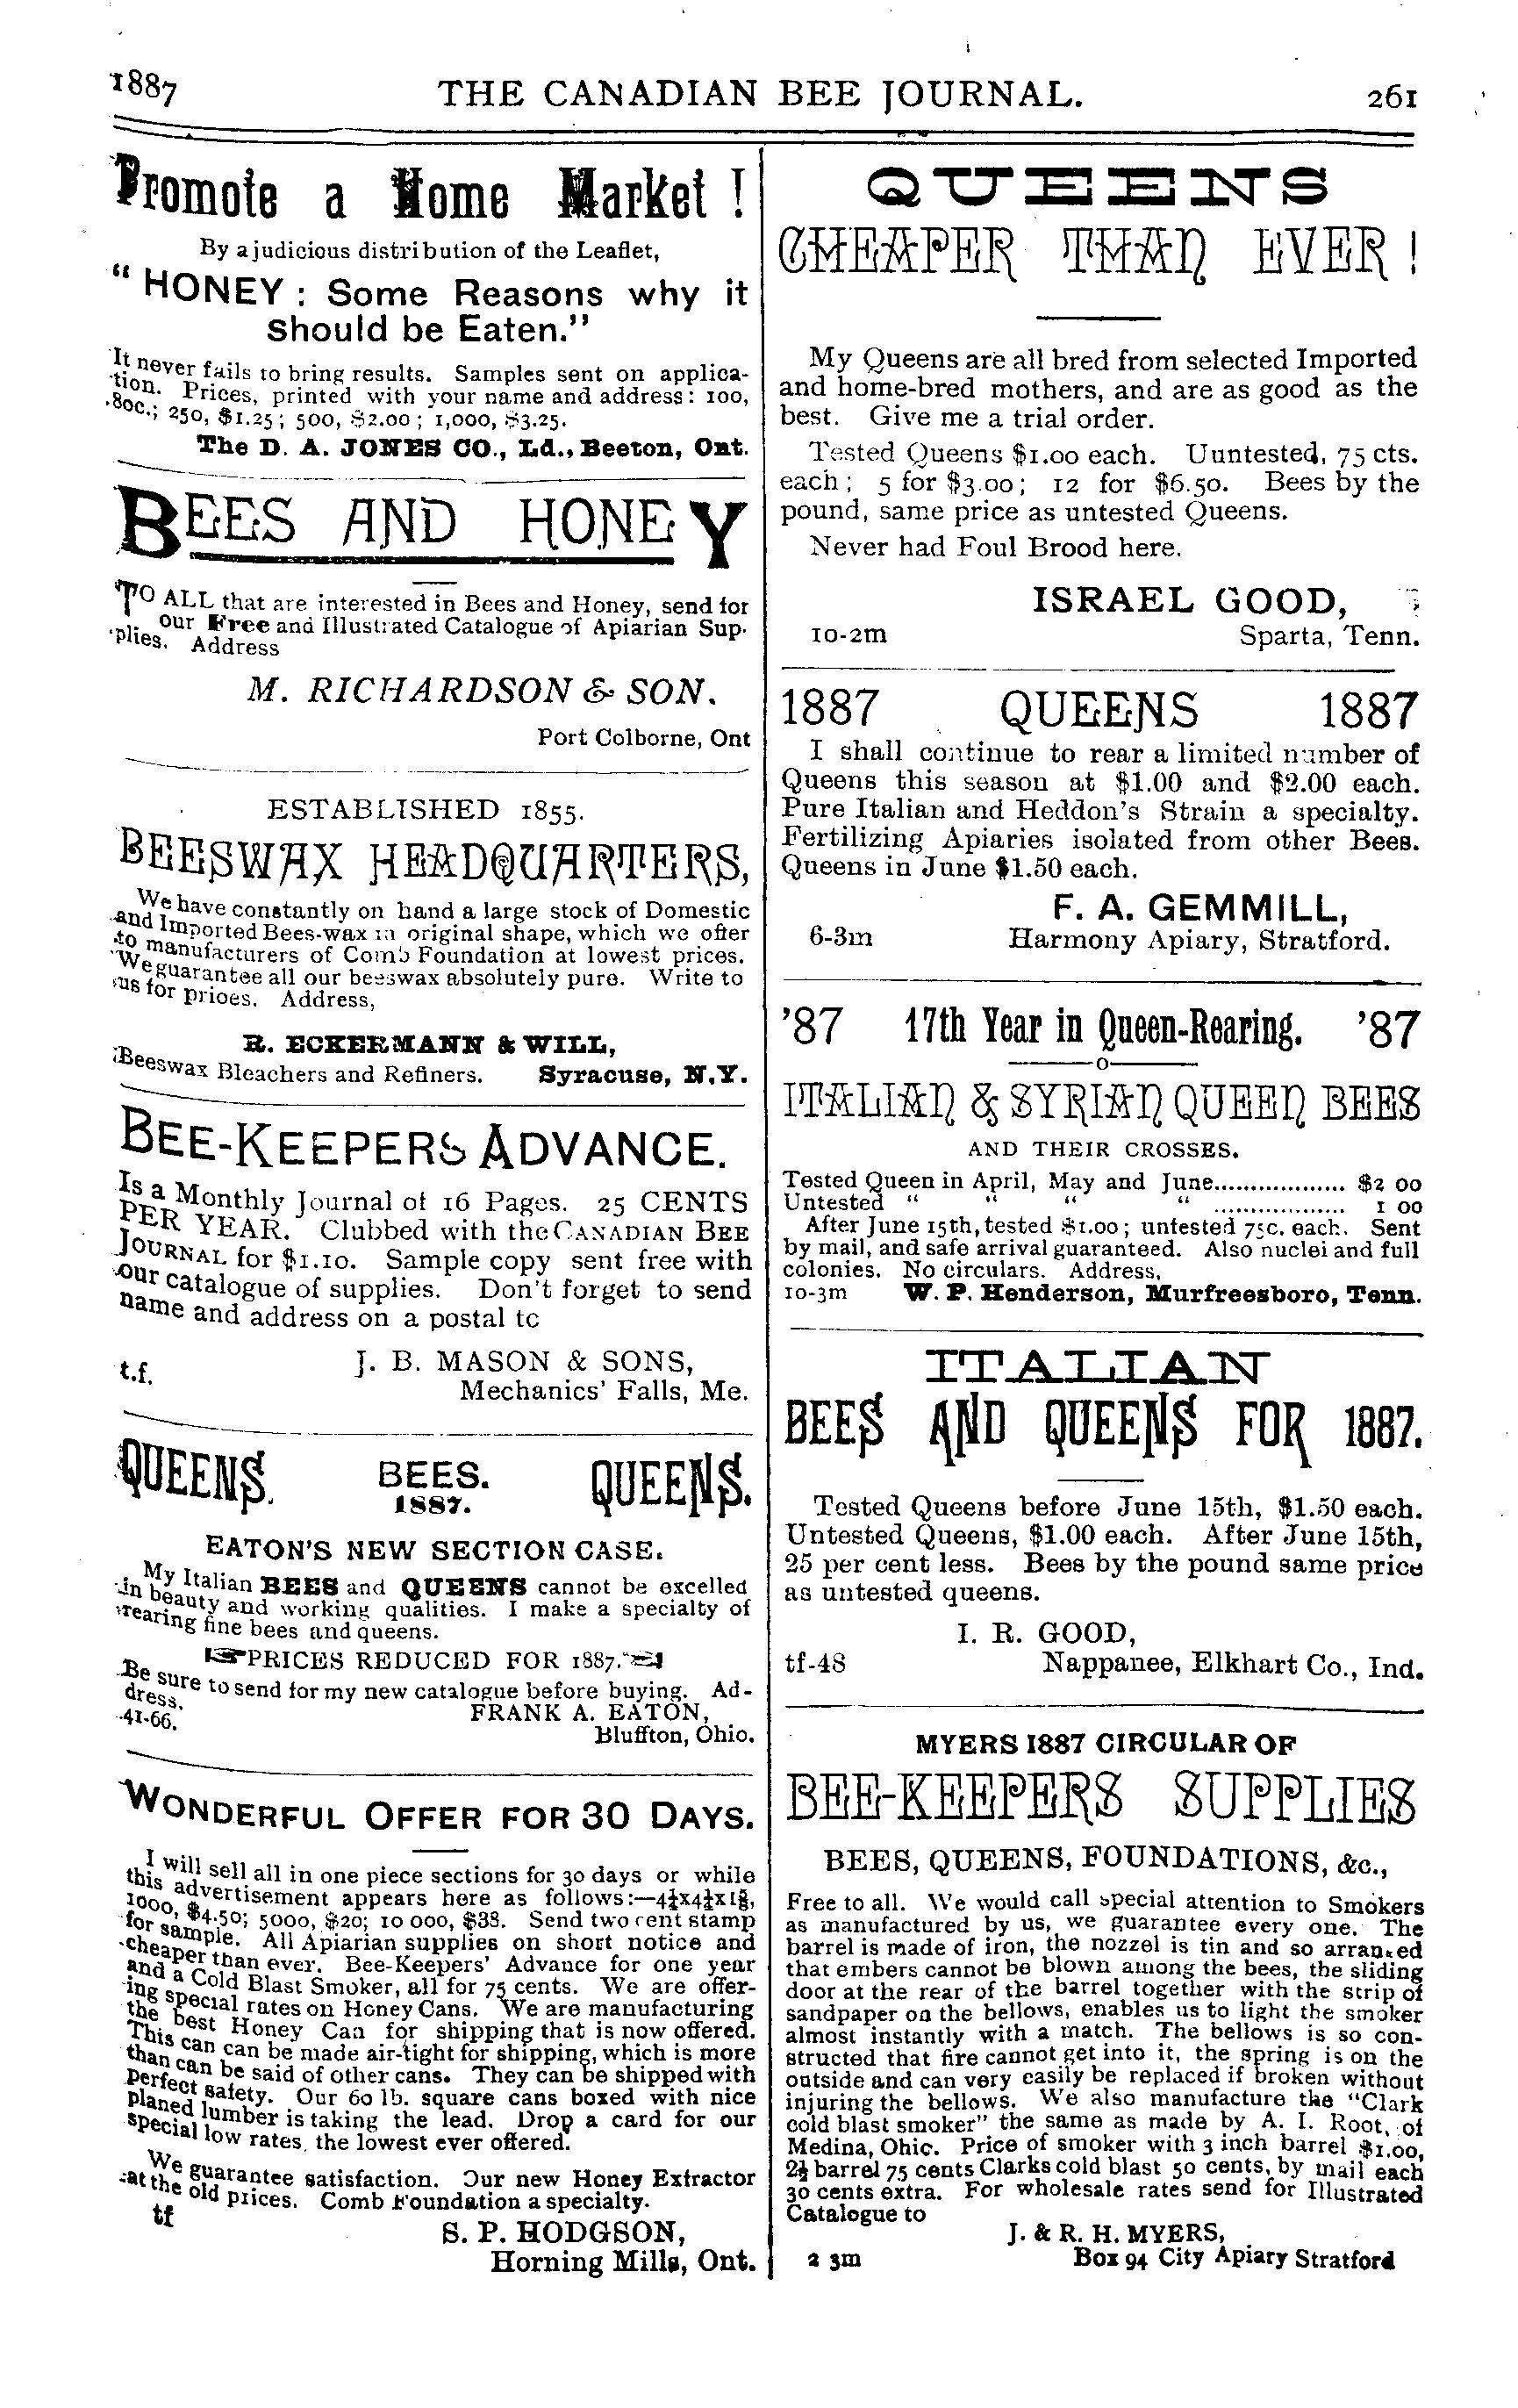 1887
THE CANADIAN BEE JOURNAL.
261
Promote a Home Market !
By a judicious distribution of the Leaflet,
"HONEY : Some Reasons why it
should be Eaten."
It never fails to bring results. Samples sent on applica-
tion. Prices, printed with your name and address: 100,
80c.; 250, $1.25; 500, $2.00; 1,000, $3.25.
The D. A. JONES CO., Ld., Beeton, Ont.
BEES AND HONEY
TO ALL that are interested in Bees and Honey, send for
our Free and Illustrated Catalogue of Apiarian Sup-
plies. Address
M. RICHARDSON & SON.
Port Colborne, Ont
ESTABLISHED 1855.
BEESWAX HEADQUARTERS,
We have constantly on hand a large stock of Domestic
and Imported Bees-wax in original shape, which we ofter
to manufacturers of Comb Foundation at lowest prices.
We guarantee all our beeswax absolutely pure. Write to
us for prioes. Address,
R. ECKERMANN & WILL,
Beeswax Bleachers and Refiners. Syracuse, N.Y.
BEE-KEEPERS ADVANCE.
Is a Monthly Journal of 16 Pages. 25 CENTS
PER YEAR. Clubbed with the CANADIAN BEE
JOURNAL for $1.10. Sample copy sent free with
our catalogue of supplies. Don't forget to send
name and address on a postal tc
J. B. MASON & SONS,
t.f.
Mechanics' Falls, Me.
QUEENS. BEES. QUEENS.
1887.
EATON'S NEW SECTION CASE.
My Italian BEES and QUEENS cannot be excelled
in beauty and working qualities. I make a specialty of
rearing fine bees and queens.
PRICES REDUCED FOR 1887.
Be sure to send for my new catalogue before buying. Ad-
dress.
FRANK A. EATON,
41-66.
Bluffton, Ohio.
WONDERFUL OFFER FOR 30 DAYS.
I will sell all in one piece sections for 30 days or while
this advertisement appears here as follows:—4¼x4¼x1⅞,
1000, $4.50; 5000, $20; 10 000, $38. Send two cent stamp
for sample. All Apiarian supplies on short notice and
cheaper than ever. Bee-Keepers' Advance for one year
and a Cold Blast Smoker, all for 75 cents. We are offer-
ing special rates on Honey Cans. We are manufacturing
the best Honey Can for shipping that is now offered.
This can can be made air-tight for shipping, which is more
than can be said of other cans. They can be shipped with
perfect safety. Our 60 lb. square cans boxed with nice
planed lumber is taking the lead. Drop a card for our
special low rates, the lowest ever offered.
We guarantee satisfaction. Our new Honey Extractor
at the old prices. Comb Foundation a specialty.
tf
S. P. HODGSON,
Horning Mills, Ont.
QUEENS
CHEAPER THAN EVER !
My Queens are all bred from selected Imported
and home-bred mothers, and are as good as the
best. Give me a trial order.
Tested Queens $1.00 each. Uuntested, 75 cts.
each; 5 for $3.00; 12 for $6.50. Bees by the
pound, same price as untested Queens.
Never had Foul Brood here.
ISRAEL GOOD,
10-2m Sparta, Tenn.
1887 QUEENS 1887
I shall continue to rear a limited number of
Queens this season at $1.00 and $2.00 each.
Pure Italian and Heddon's Strain a specialty.
Fertilizing Apiaries isolated from other Bees.
Queens in June $1.50 each.
F. A. GEMMILL,
6-3m Harmony Apiary, Stratford.
'87 17th Year in Queen-Rearing. '87
ITALIAN & SYRIAN QUEEN BEES
AND THEIR CROSSES.
Tested Queen in April, May and June.................. $2 00
Untested " " " " .................. 1 00
After June 15th, tested $1.00; untested 75c. each. Sent
by mail, and safe arrival guaranteed. Also nuclei and full
colonies. No circulars. Address,
10-3m W. P. Henderson, Murfreesboro, Tenn.
ITALIAN
BEES AND QUEENS FOR 1887.
Tested Queens before June 15th, $1.50 each.
Untested Queens, $1.00 each. After June 15th,
25 per cent less. Bees by the pound same price
as untested queens.
I. R. GOOD,
tf-48 Nappanee, Elkhart Co., Ind.
MYERS 1887 CIRCULAR OF
BEE-KEEPERS SUPPLIES
BEES, QUEENS, FOUNDATIONS, &c.,
Free to all. We would call special attention to Smokers
as manufactured by us, we guarantee every one. The
barrel is made of iron, the nozzel is tin and so arranged
that embers cannot be blown among the bees, the sliding
door at the rear of the barrel together with the strip of
sandpaper on the bellows, enables us to light the smoker
almost instantly with a match. The bellows is so con-
structed that fire cannot get into it, the spring is on the
outside and can very easily be replaced if broken without
injuring the bellows. We also manufacture the "Clark
cold blast smoker" the same as made by A. I. Root, of
Medina, Ohio. Price of smoker with 3 inch barrel $1.00,
2½ barrel 75 cents Clarks cold blast 50 cents, by mail each
30 cents extra. For wholesale rates send for Illustrated
Catalogue to
J. & R. H. MYERS,
2 3m Box 94 City Apiary Stratford